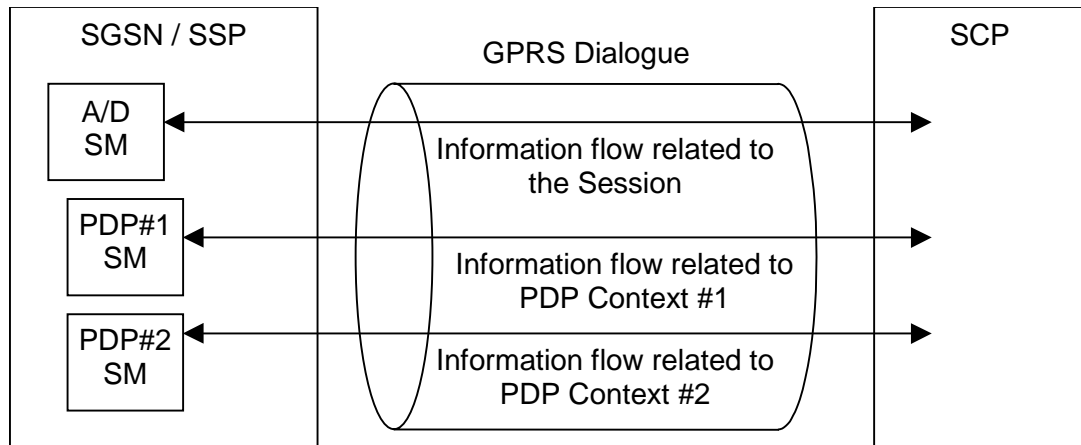 SGSN / SSP
GPRS Dialogue
SCP
A/D
SM
Information flow related to
the Session
PDP#1
SM
Information flow related to
PDP Context #1
PDP#2
SM
Information flow related to
PDP Context #2